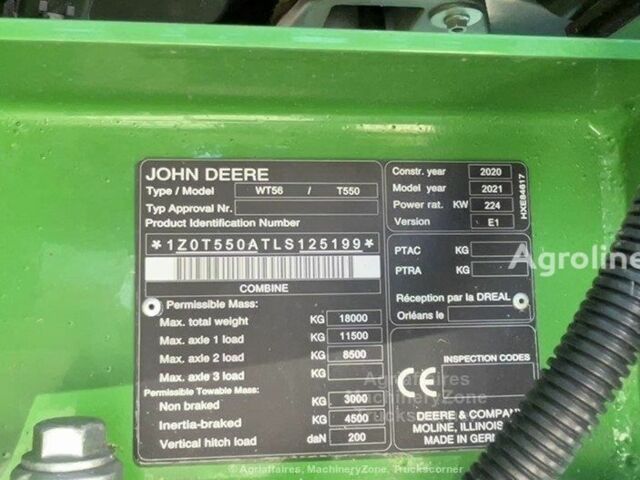 JOHN DEERE
Type / Model WT56 / T550
Typ Approval Nr.
Product Identification Number
*1Z0T550ATLS125199*
COMBINE
Permissible Mass:
Max. total weight KG 18000
Max. axle 1 load KG 11500
Max. axle 2 load KG 8500
Max. axle 3 load KG
Permissible Towable Mass:
Non braked KG 3000
Inertia-braked KG 4500
Vertical hitch load daN 200
Constr. year 2020
Model year 2021
Power rat. KW 224
Version E1
HXE84617
PTAC KG
PTRA KG
Réception par la DREAL
Orléans le
INSPECTION CODES
CE
DEERE & COMPANY
MOLINE, ILLINOIS
MADE IN GERM
Agroline
Agriaffaires
MachineryZone
Truckscorner
© Agriaffaires, MachineryZone, Truckscorner